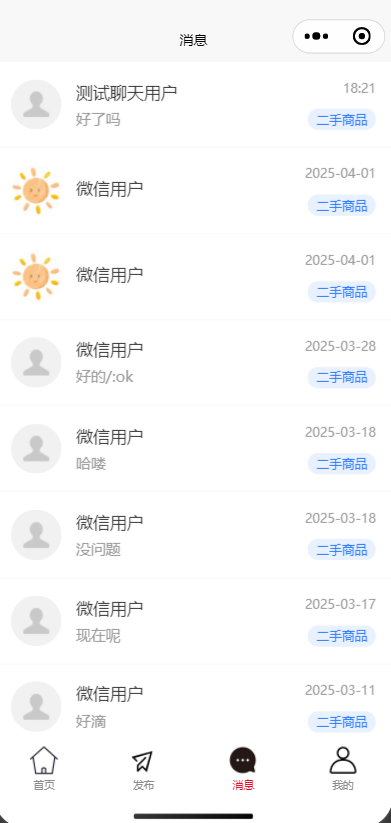 消息
测试聊天用户
18:21
好了吗
二手商品
微信用户
2025-04-01
二手商品
微信用户
2025-04-01
二手商品
微信用户
2025-03-28
好的/:ok
二手商品
微信用户
2025-03-18
哈喽
二手商品
微信用户
2025-03-18
没问题
二手商品
微信用户
2025-03-17
现在呢
二手商品
微信用户
2025-03-11
好滴
二手商品
首页
发布
消息
我的